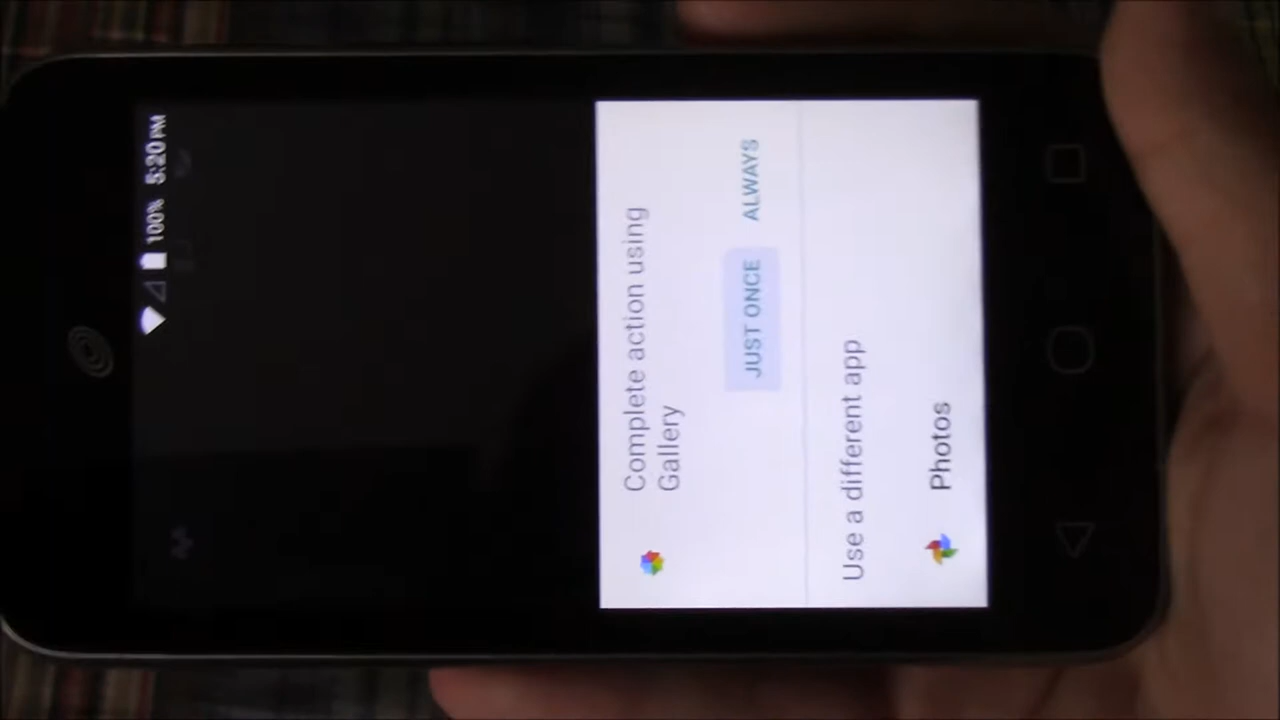 100% 5:20 PM
Complete action using
Gallery
JUST ONCE ALWAYS
Use a different app
Photos